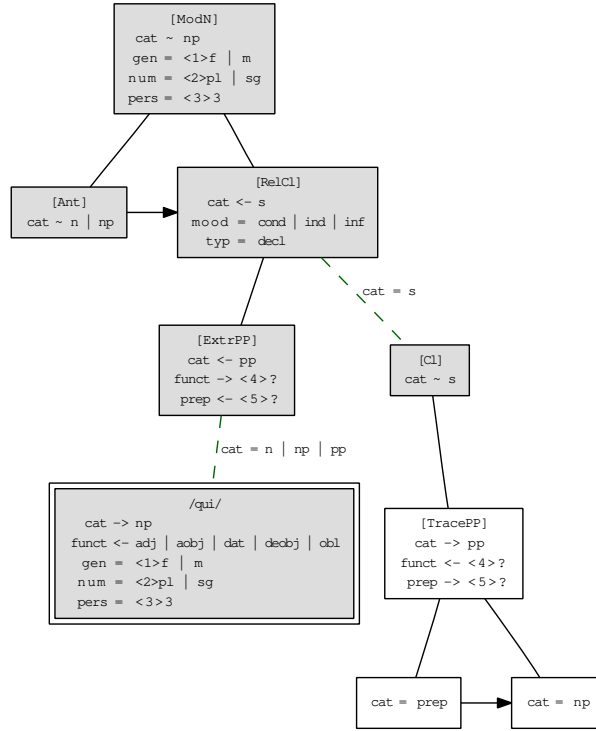 [ModN]
cat ~ np
gen = <1>f | m
num = <2>pl | sg
pers = <3>3
[Ant]
cat ~ n | np
[RelCl]
cat <- s
mood = cond | ind | inf
typ = decl
cat = s
[ExtrPP]
cat <- pp
funct -> <4>?
prep <- <5>?
[Cl]
cat ~ s
cat = n | np | pp
/qui/
cat -> np
funct <- adj | aobj | dat | deobj | obl
gen = <1>f | m
num = <2>pl | sg
pers = <3>3
[TracePP]
cat -> pp
funct <- <4>?
prep -> <5>?
cat = prep
cat = np